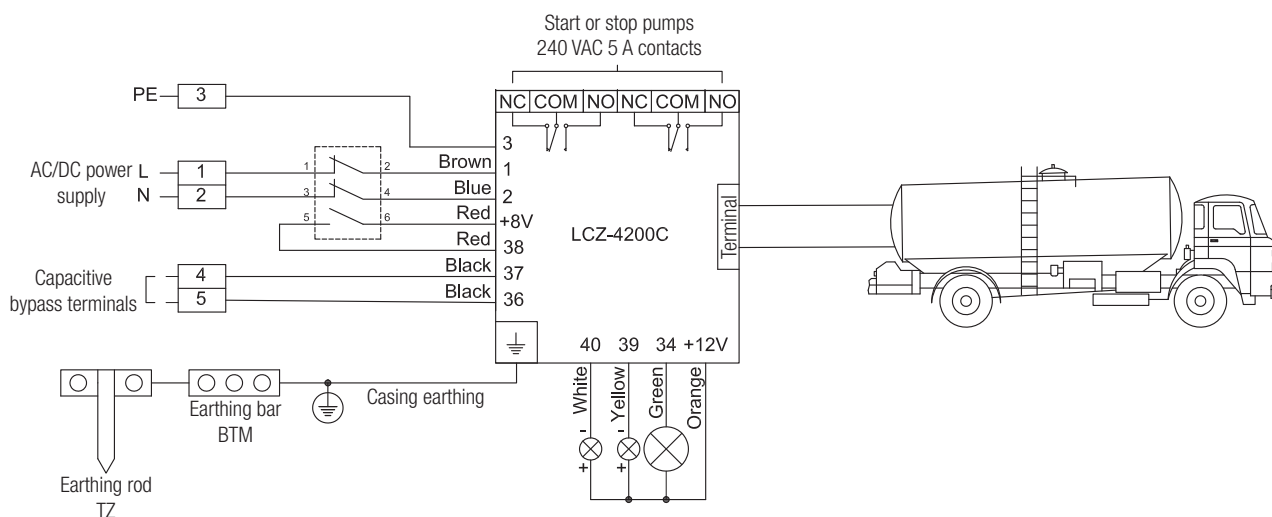 Start or stop pumps
240 VAC 5 A contacts
NC COM NO NC COM NO
PE 3
3
AC/DC power
supply
L 1
N 2
1 2
3 4
5 6
Brown 1
Blue 2
Red +8V
Red 38
Black 37
Black 36
LCZ-4200C
Terminal
Capacitive
bypass terminals
4
5
40 39 34 +12V
White
Yellow
Green
Orange
- +
- +
Casing earthing
Earthing bar
BTM
Earthing rod
TZ